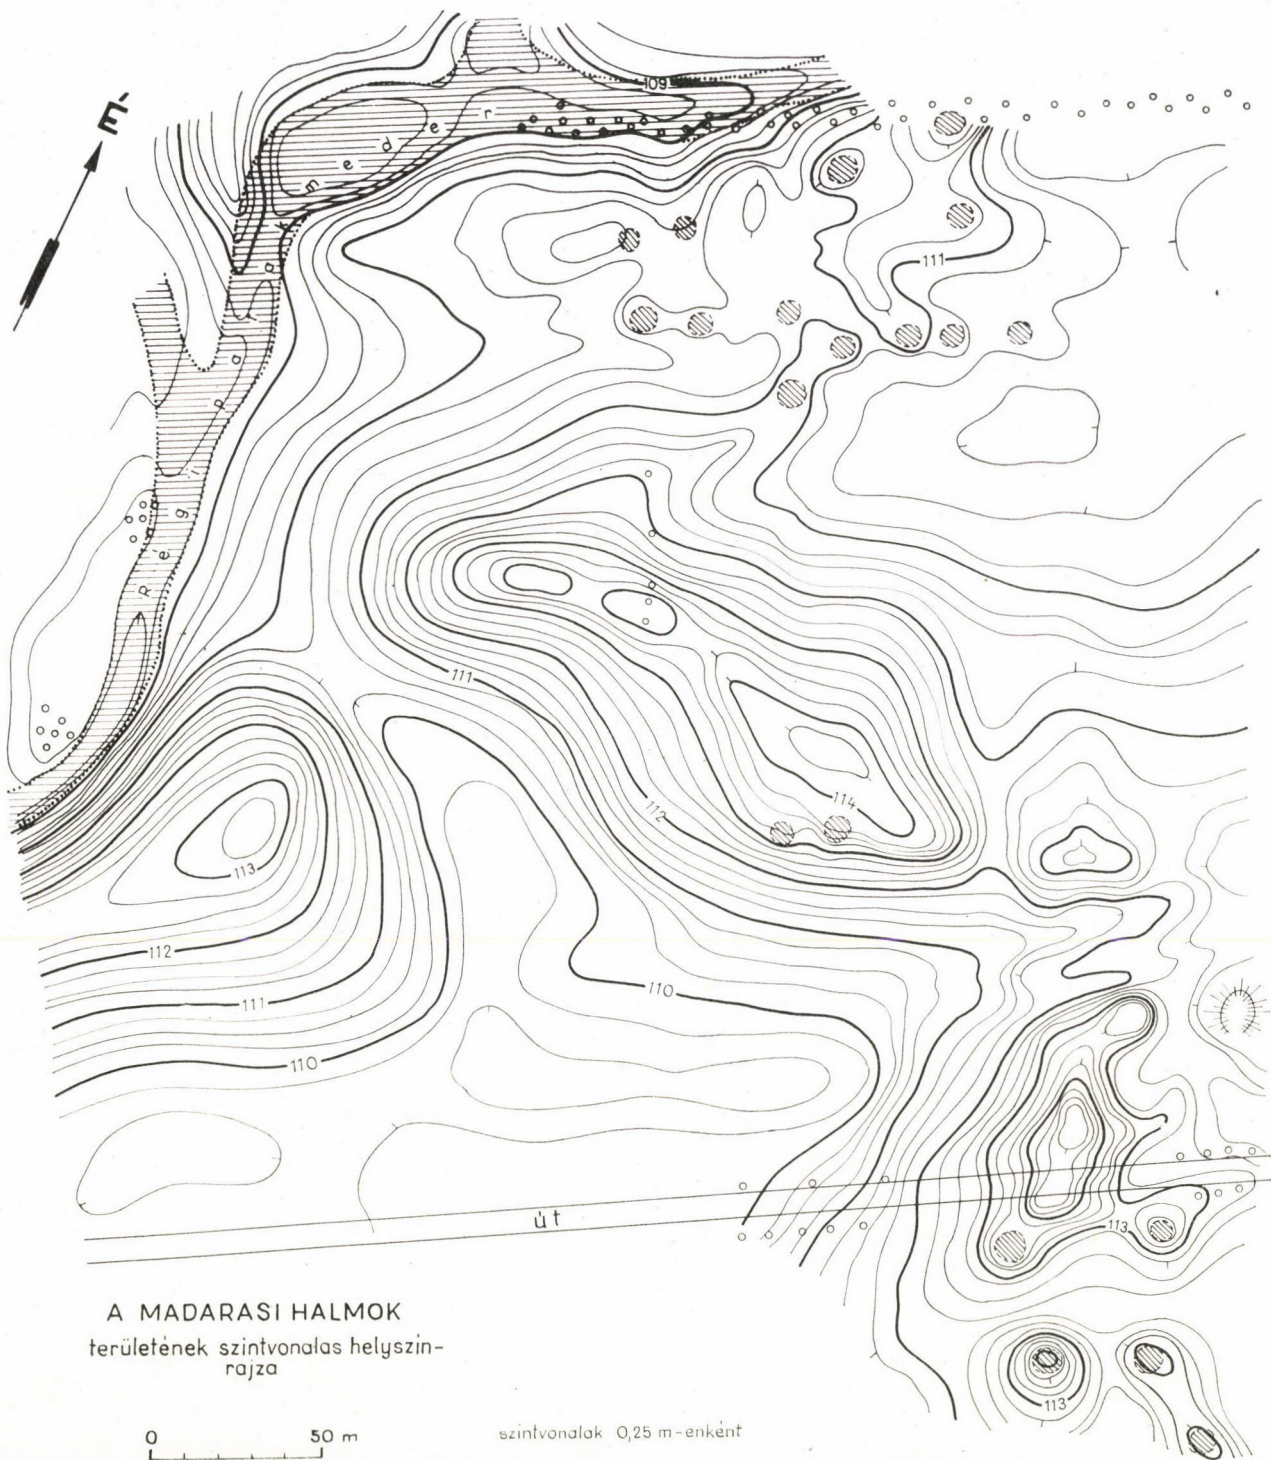 109
É
Régi patak meder
111
111
112
114
113
112
111
110
110
út
113
113
A MADARASI HALMOK
területének szintvonalas helyszín-
rajza
0 50 m
szintvonalak 0,25 m-enként